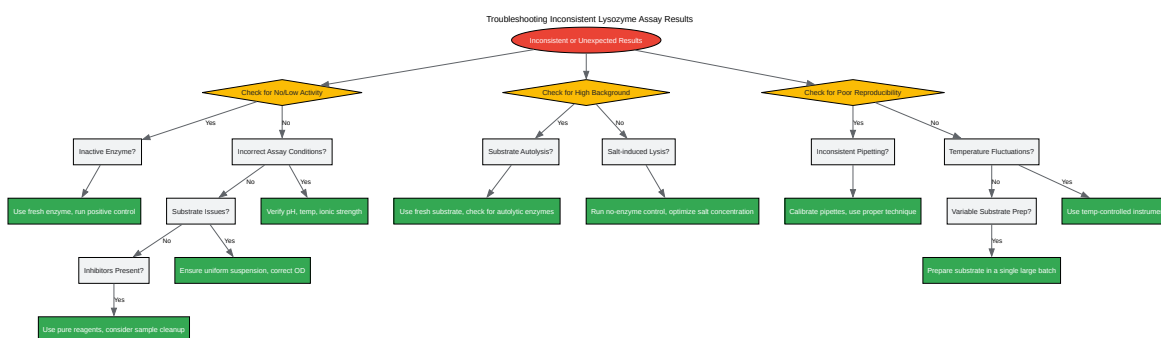 Troubleshooting Inconsistent Lysozyme Assay Results
Inconsistent or Unexpected Results
Check for No/Low Activity
Check for High Background
Check for Poor Reproducibility
Yes
No
Yes
No
Yes
No
Inactive Enzyme?
Incorrect Assay Conditions?
Substrate Autolysis?
Salt-induced Lysis?
Inconsistent Pipetting?
Temperature Fluctuations?
No
Yes
No
Yes
Use fresh enzyme, run positive control
Substrate Issues?
Verify pH, temp, ionic strength
Use fresh substrate, check for autolytic enzymes
Run no-enzyme control, optimize salt concentration
Calibrate pipettes, use proper technique
Variable Substrate Prep?
Use temp-controlled
No
Yes
Yes
Inhibitors Present?
Ensure uniform suspension, correct OD
Prepare substrate in a single large batch
Yes
Use pure reagents, consider sample cleanup